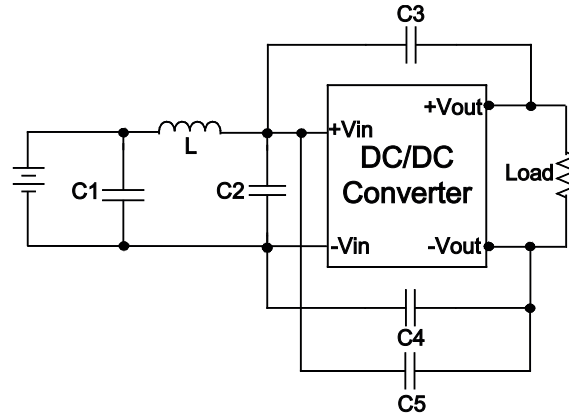 C3
+Vout
+Vin
L
DC/DC
Converter
Load
C1
C2
-Vin
-Vout
C4
C5